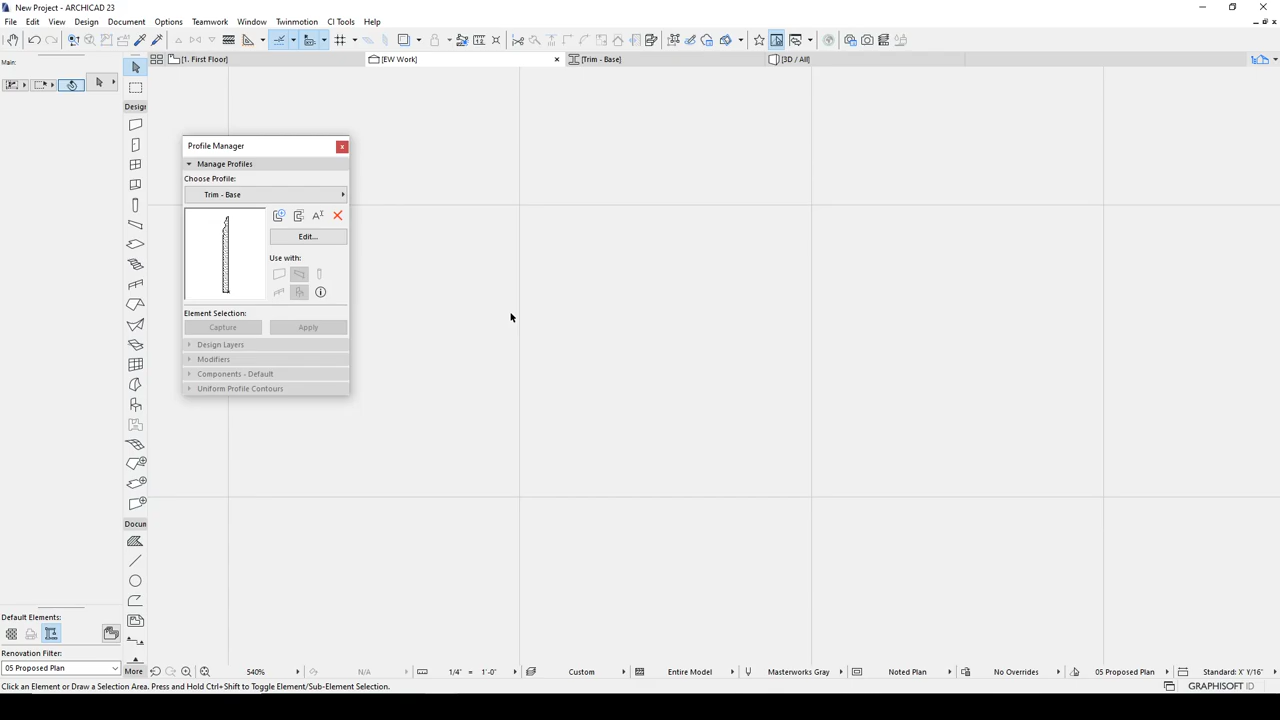 New Project - ARCHICAD 23
File Edit View Design Document Options Teamwork Window Twinmotion CI Tools Help
Main:
[1. First Floor] [EW Work] [Trim - Base] [3D / All]
Desig
Profile Manager
Manage Profiles
Choose Profile:
Trim - Base
Edit...
Use with:
Element Selection:
Capture Apply
Design Layers
Modifiers
Components - Default
Uniform Profile Contours
Docun
Default Elements:
Renovation Filter:
05 Proposed Plan
More
540% N/A 1/4" = 1'-0" Custom Entire Model Masterworks Gray Noted Plan No Overrides 05 Proposed Plan Standard: X' Y/16"
Click an Element or Draw a Selection Area. Press and Hold Ctrl+Shift to Toggle Element/Sub-Element Selection.
GRAPHISOFT ID